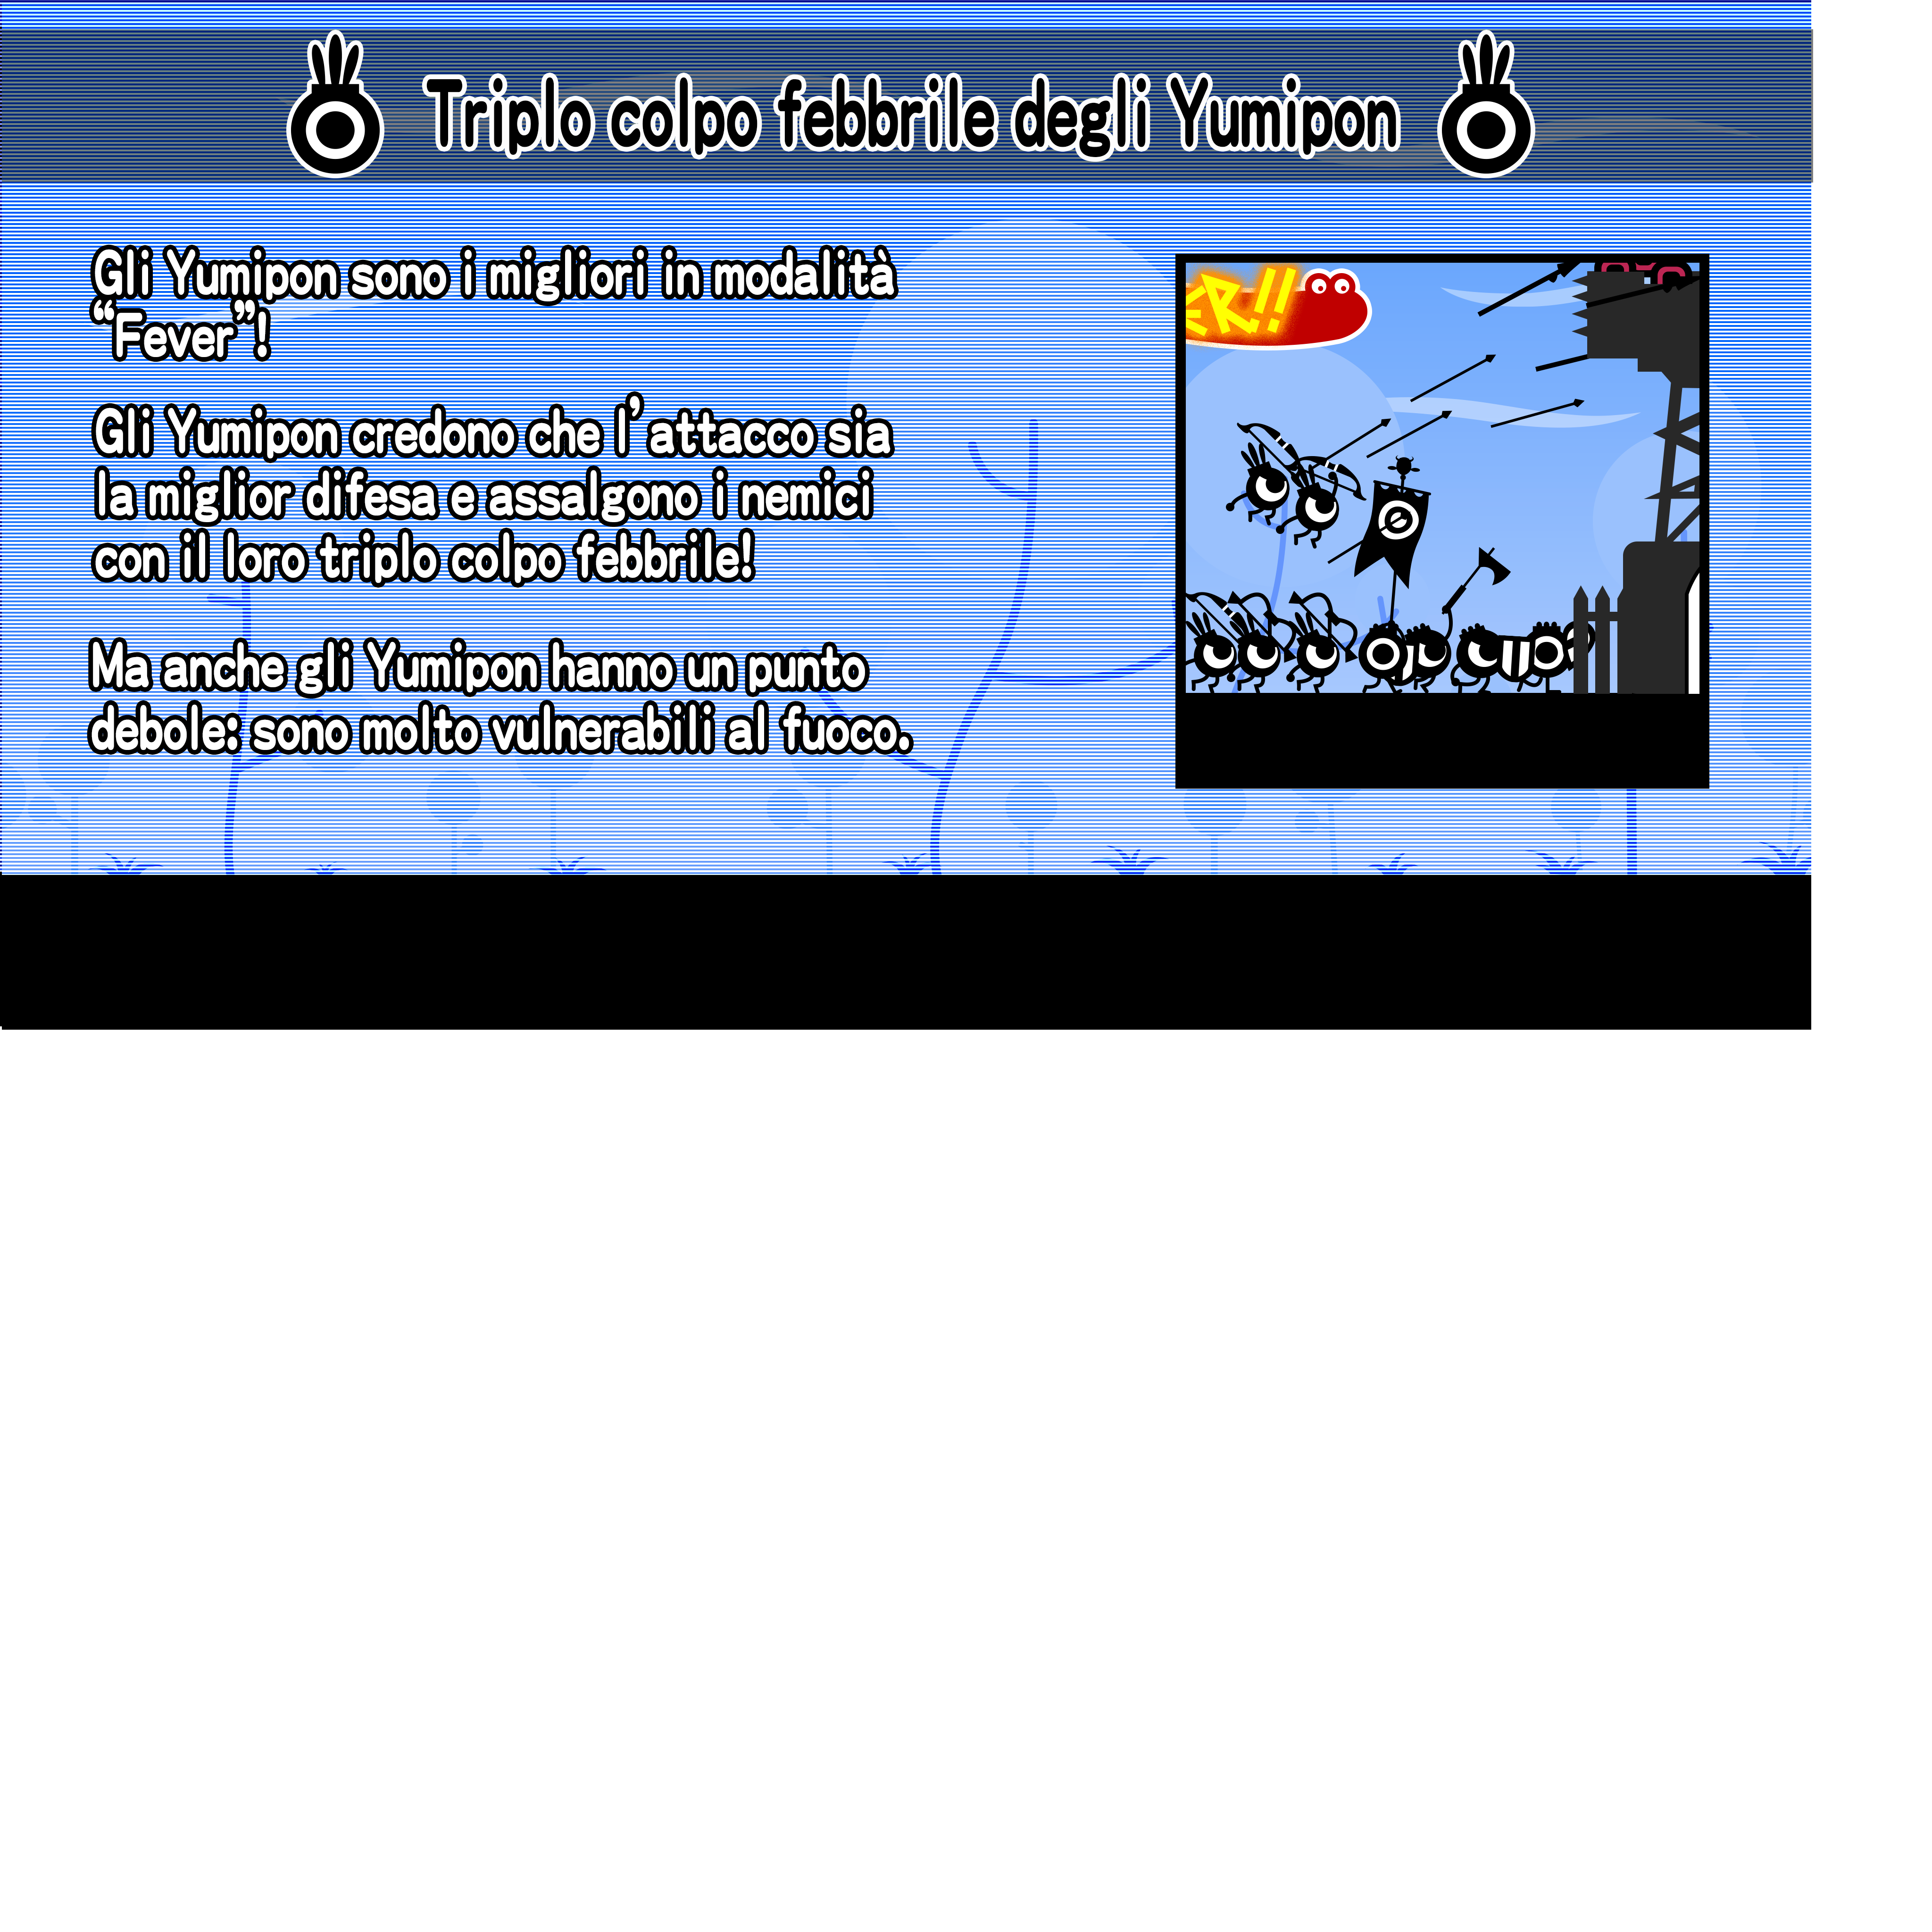 Triplo colpo febbrile degli Yumipon
Gli Yumipon sono i migliori in modalità
“Fever”!
Gli Yumipon credono che l’attacco sia
la miglior difesa e assalgono i nemici
con il loro triplo colpo febbrile!
Ma anche gli Yumipon hanno un punto
debole: sono molto vulnerabili al fuoco.
ER!!